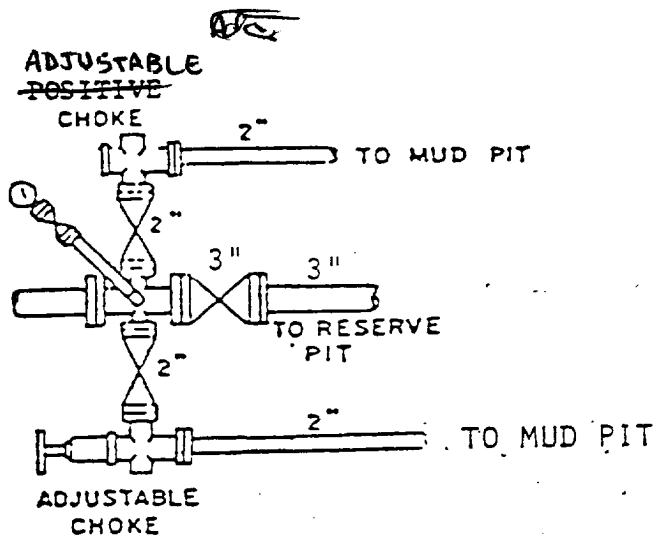 ADJUSTABLE
POSITIVE
CHOKE
2"
TO MUD PIT
2"
3"
3"
TO RESERVE
PIT
2"
2"
TO MUD PIT
ADJUSTABLE
CHOKE